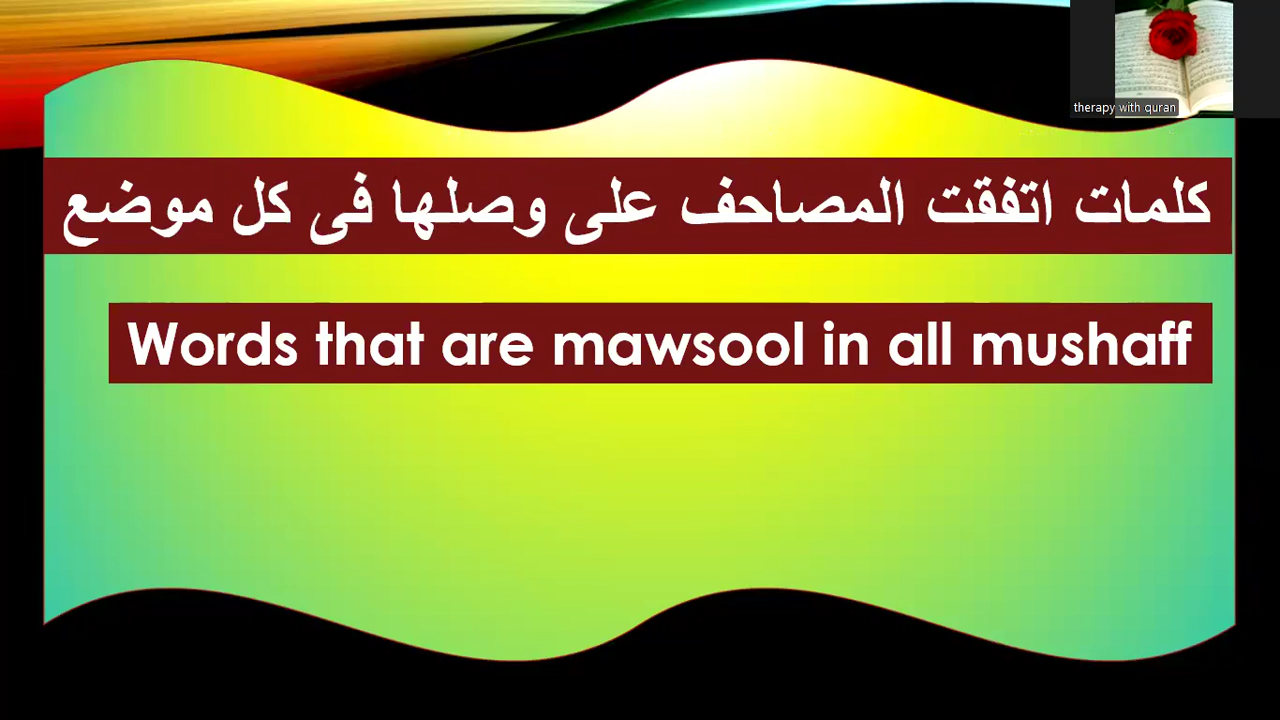 therapy with quran
كلمات اتفقت المصاحف على وصلها فى كل موضع
Words that are mawsool in all mushaff